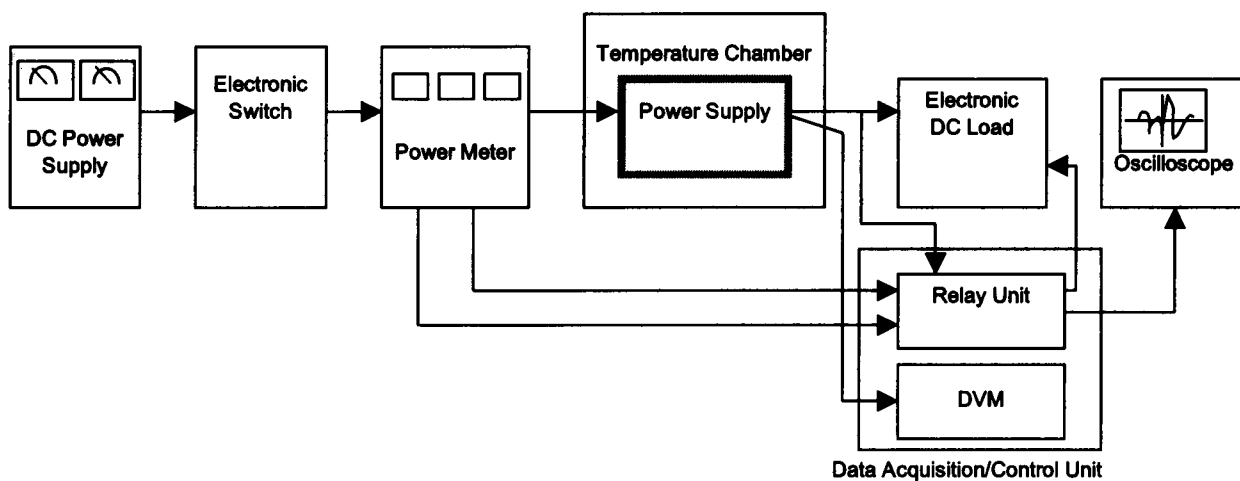 DC Power
Supply
Electronic
Switch
Power Meter
Temperature Chamber
Power Supply
Electronic
DC Load
Oscilloscope
Relay Unit
DVM
Data Acquisition/Control Unit